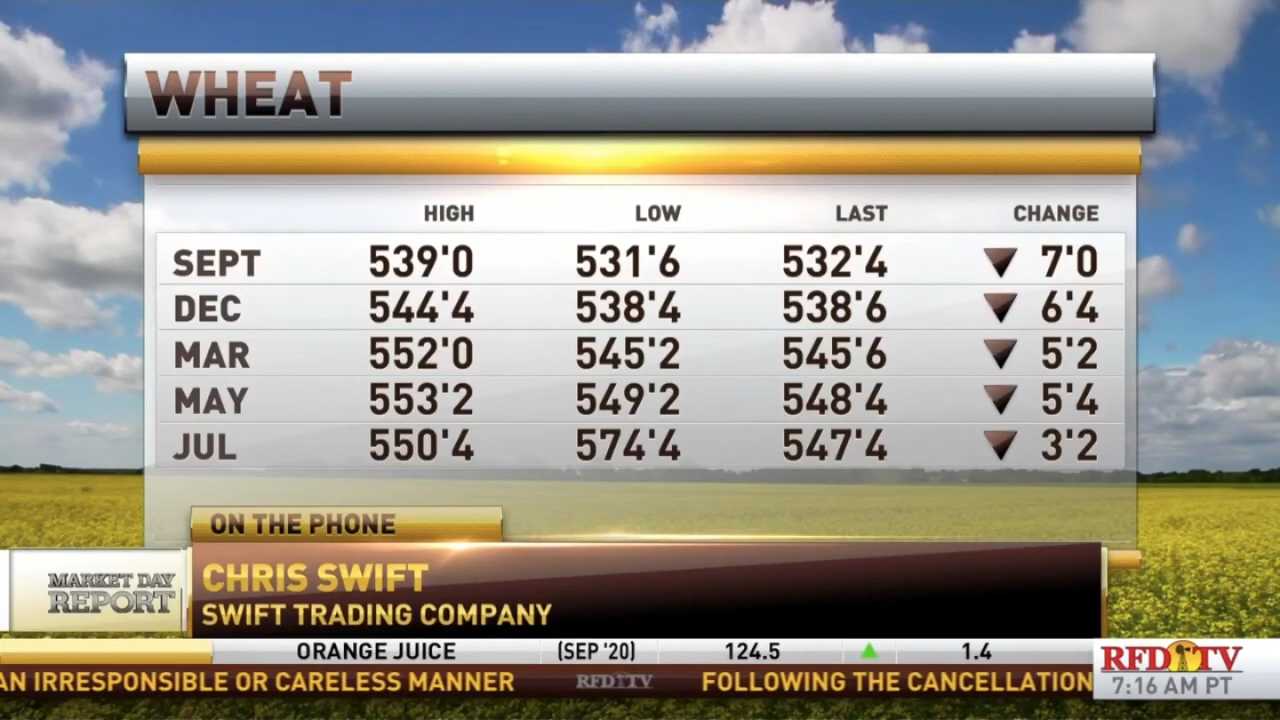 WHEAT
HIGH LOW LAST CHANGE
SEPT 539'0 531'6 532'4 ▼ 7'0
DEC 544'4 538'4 538'6 ▼ 6'4
MAR 552'0 545'2 545'6 ▼ 5'2
MAY 553'2 549'2 548'4 ▼ 5'4
JUL 550'4 574'4 547'4 ▼ 3'2
ON THE PHONE
MARKET DAY
REPORT
CHRIS SWIFT
SWIFT TRADING COMPANY
ORANGE JUICE (SEP '20) 124.5 ▲ 1.4
AN IRRESPONSIBLE OR CARELESS MANNER RFD TV FOLLOWING THE CANCELLATION
RFD TV
7:16 AM PT